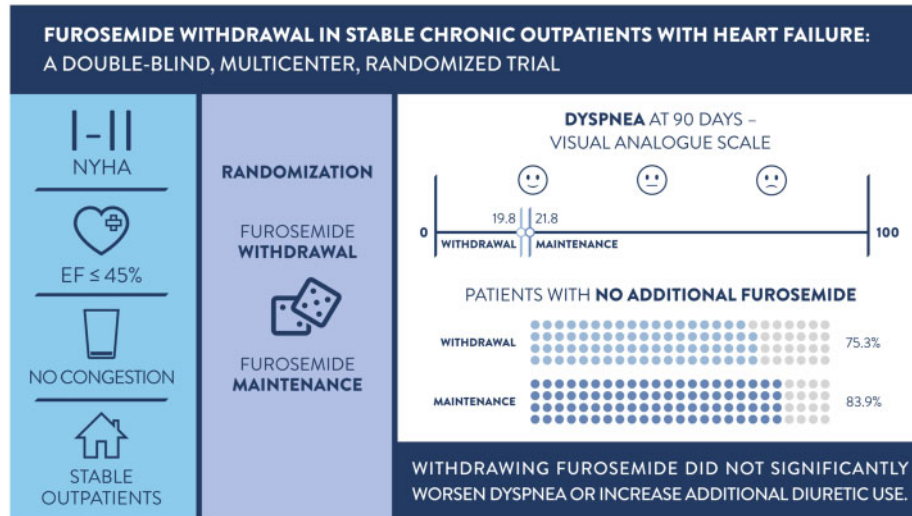 FUROSEMIDE WITHDRAWAL IN STABLE CHRONIC OUTPATIENTS WITH HEART FAILURE:
A DOUBLE-BLIND, MULTICENTER, RANDOMIZED TRIAL
I-II
NYHA
EF ≤ 45%
NO CONGESTION
STABLE
OUTPATIENTS
RANDOMIZATION
FUROSEMIDE
WITHDRAWAL
FUROSEMIDE
MAINTENANCE
DYSPNEA AT 90 DAYS –
VISUAL ANALOGUE SCALE
19.8 21.8
0 100
WITHDRAWAL MAINTENANCE
PATIENTS WITH NO ADDITIONAL FUROSEMIDE
WITHDRAWAL 75.3%
MAINTENANCE 83.9%
WITHDRAWING FUROSEMIDE DID NOT SIGNIFICANTLY
WORSEN DYSPNEA OR INCREASE ADDITIONAL DIURETIC USE.